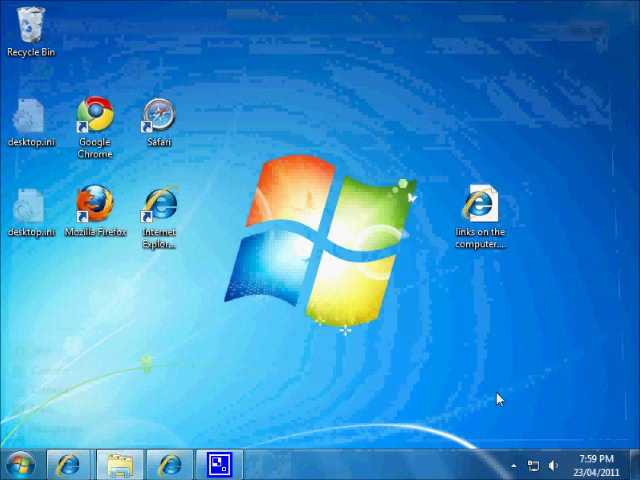 Recycle Bin
desktop.ini
Google
Chrome
Safari
desktop.ini
Mozilla Firefox
Internet
Explor...
links on the
computer....
7:59 PM
23/04/2011